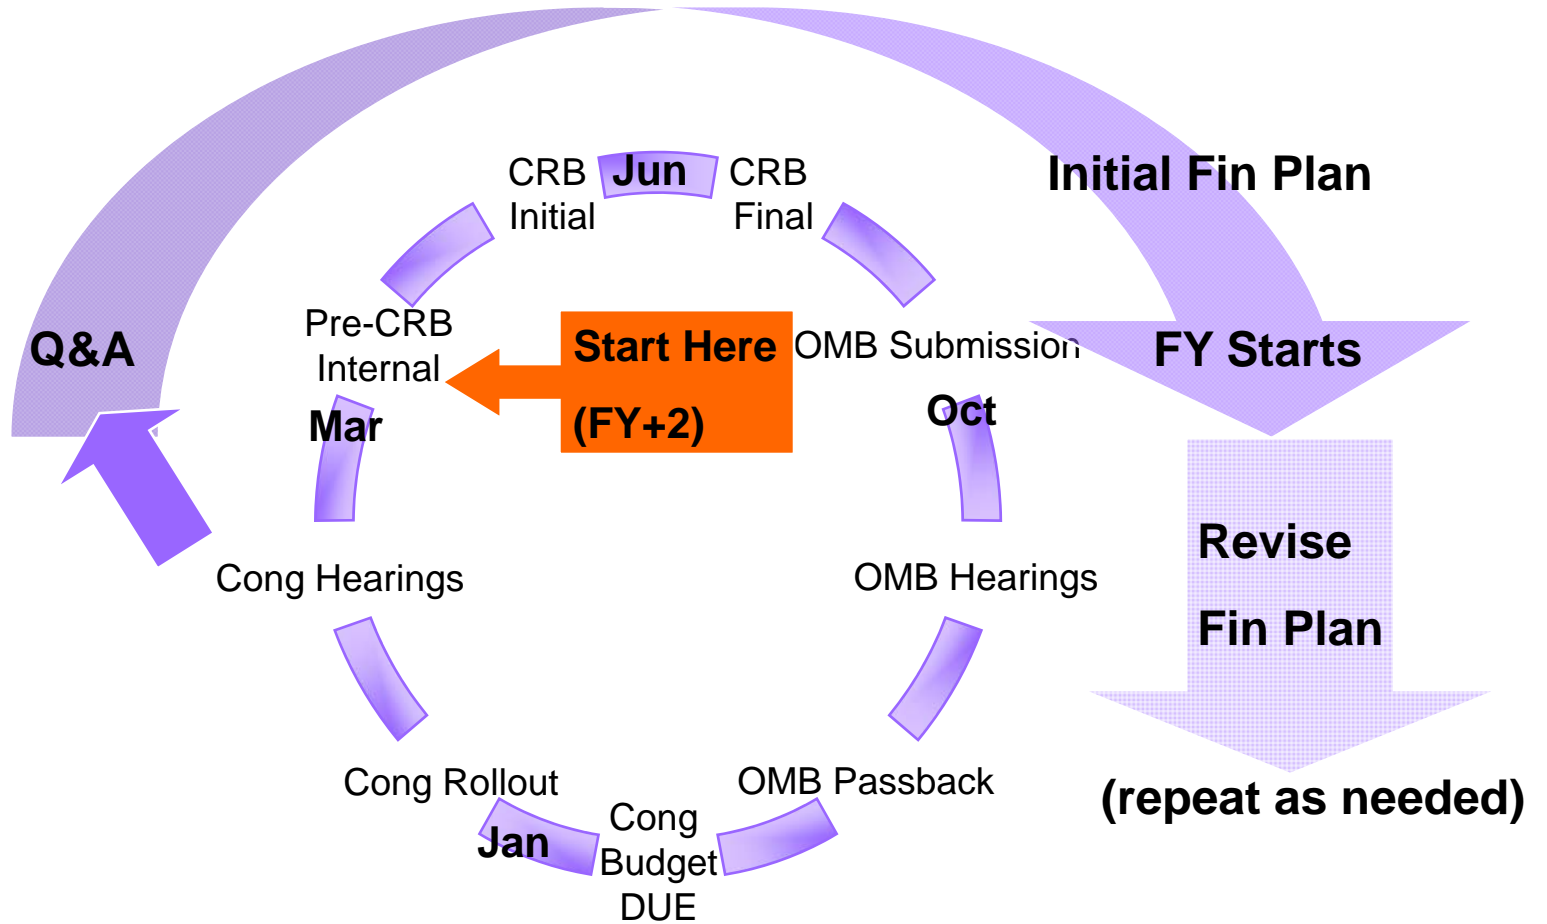 CRB
Initial
Jun
CRB
Final
Initial Fin Plan
Q&A
Pre-CRB
Internal
Mar
Start Here
(FY+2)
OMB Submission
Oct
FY Starts
Revise
Fin Plan
(repeat as needed)
Cong Hearings
OMB Hearings
Cong Rollout
OMB Passback
Jan
Cong
Budget
DUE